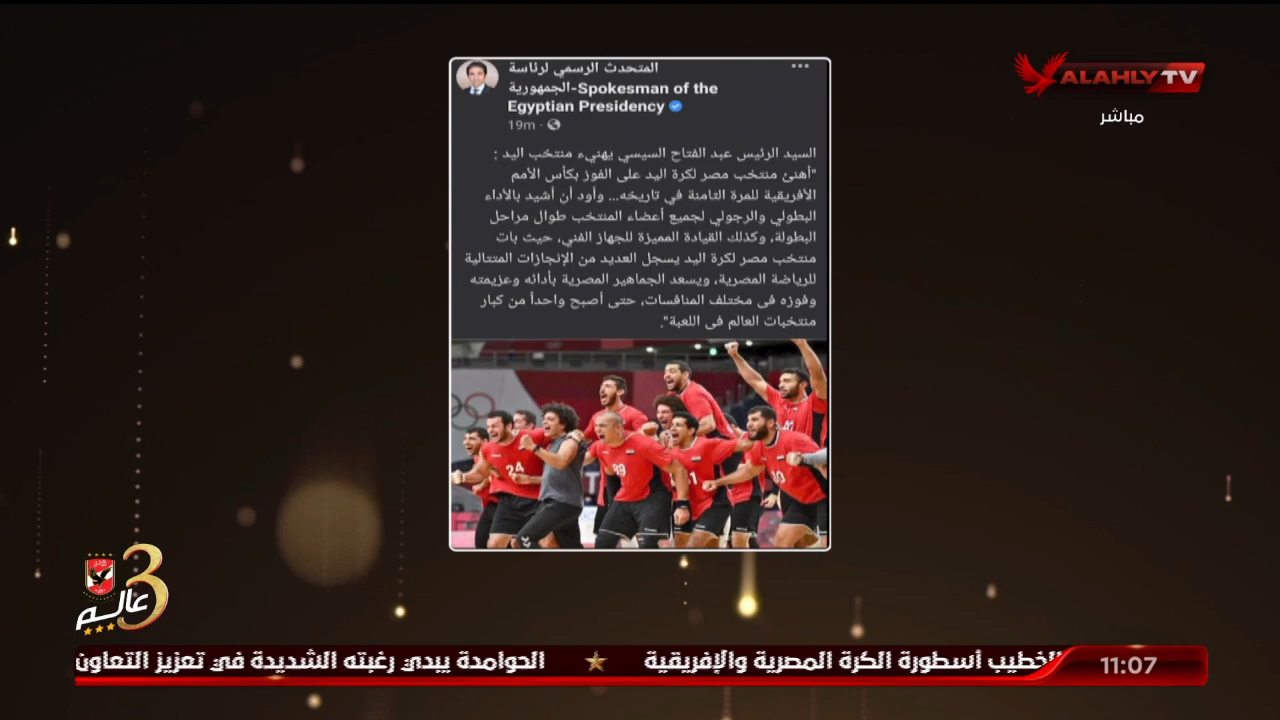 المتحدث الرسمي لرئاسة
الجمهورية-Spokesman of the
Egyptian Presidency
19m ·
السيد الرئيس عبد الفتاح السيسي يهنيء منتخب اليد :
"أهنئ منتخب مصر لكرة اليد على الفوز بكأس الأمم
الأفريقية للمرة الثامنة في تاريخه... وأود أن أشيد بالأداء
البطولي والرجولي لجميع أعضاء المنتخب طوال مراحل
البطولة، وكذلك القيادة المميزة للجهاز الفني، حيث بات
منتخب مصر لكرة اليد يسجل العديد من الإنجازات المتتالية
للرياضة المصرية، ويسعد الجماهير المصرية بأدائه وعزيمته
وفوزه فى مختلف المنافسات، حتى أصبح واحداً من كبار
منتخبات العالم فى اللعبة".
ALAHLY TV
مباشر
24
39
3 عالم
الخطيب أسطورة الكرة المصرية والإفريقية
الحوامدة يبدي رغبته الشديدة في تعزيز التعاون
11:07